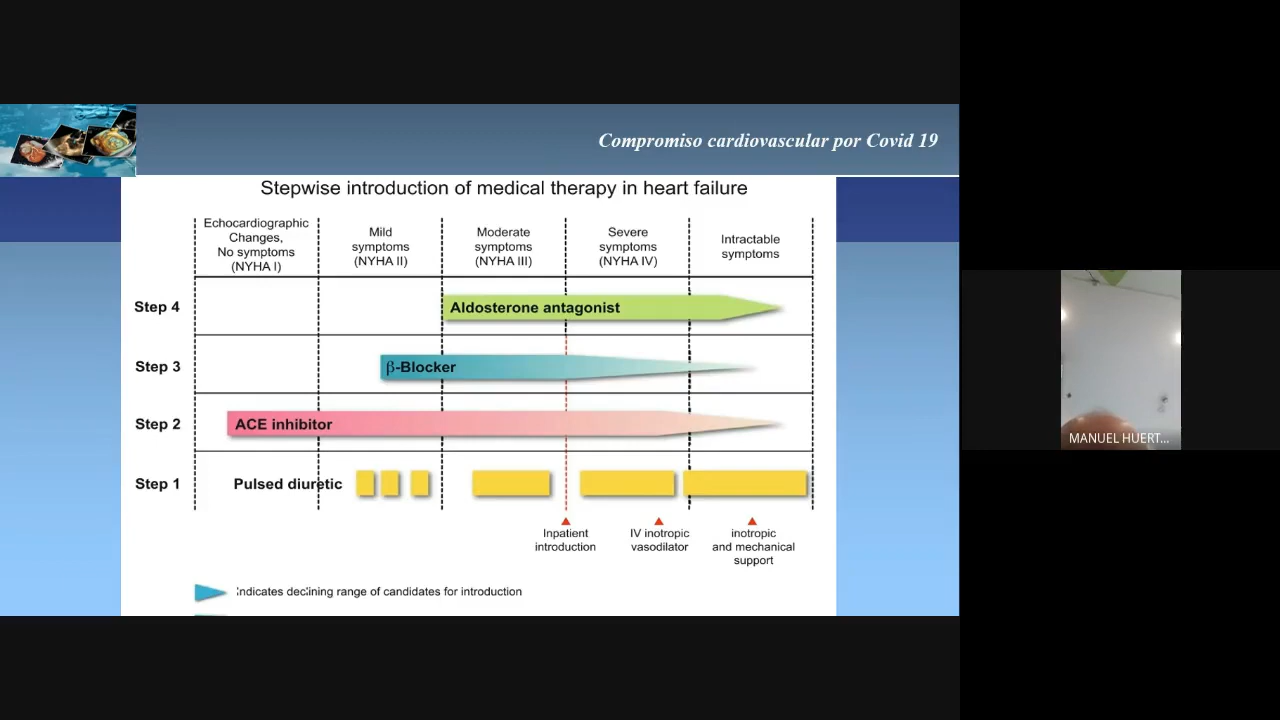 Compromiso cardiovascular por Covid 19
Stepwise introduction of medical therapy in heart failure
Echocardiographic
Changes,
No symptoms
(NYHA I)
Mild
symptoms
(NYHA II)
Moderate
symptoms
(NYHA III)
Severe
symptoms
(NYHA IV)
Intractable
symptoms
Step 4
Aldosterone antagonist
Step 3
β-Blocker
Step 2
ACE inhibitor
Step 1
Pulsed diuretic
Inpatient
introduction
IV inotropic
vasodilator
inotropic
and mechanical
support
Indicates declining range of candidates for introduction
MANUEL HUERT...